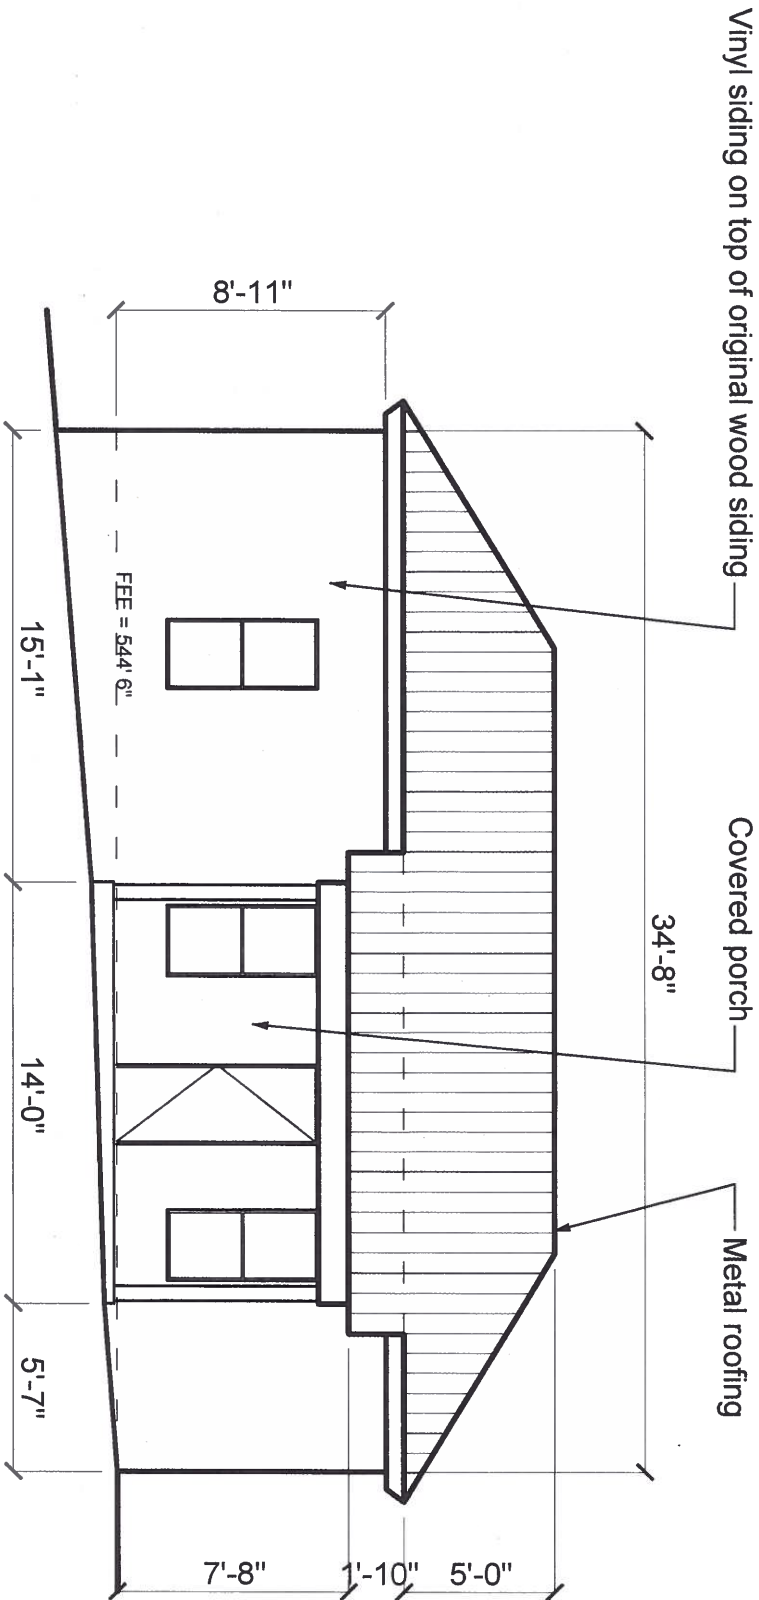 Vinyl siding on top of original wood siding
Covered porch
Metal roofing
34'-8"
8'-11"
5'-0"
1'-10"
7'-8"
FFE = 544' 6"
15'-1"
14'-0"
5'-7"